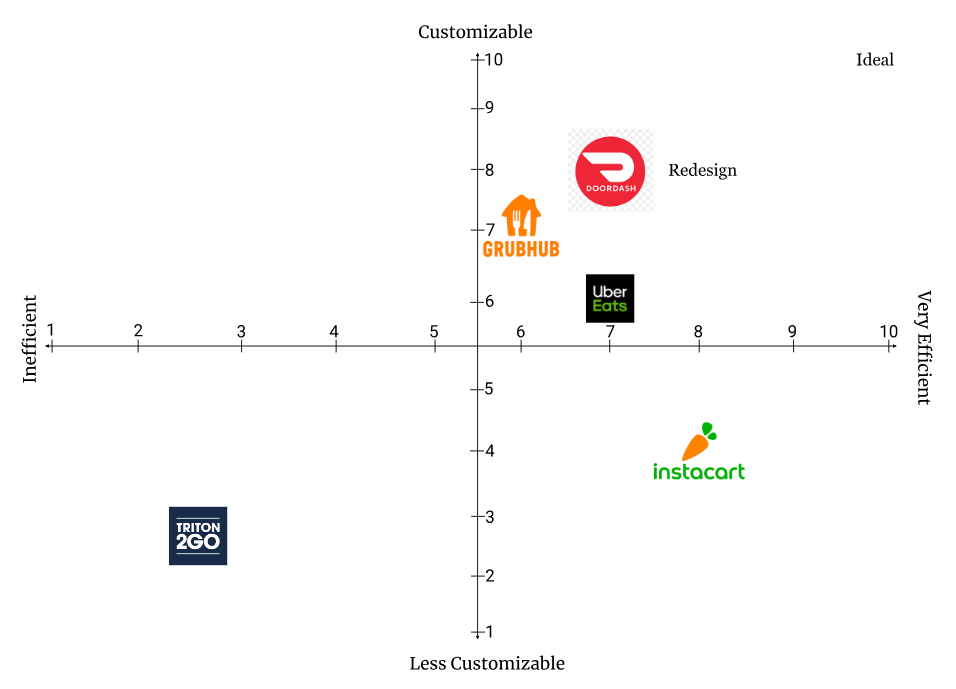 Customizable
10
Ideal
9
8
DOORDASH
Redesign
7
GRUBHUB
6
Uber
Eats
Inefficient
1 2 3 4 5 6 7 8 9 10
Very Efficient
5
4
instacart
3
TRITON
2GO
2
1
Less Customizable